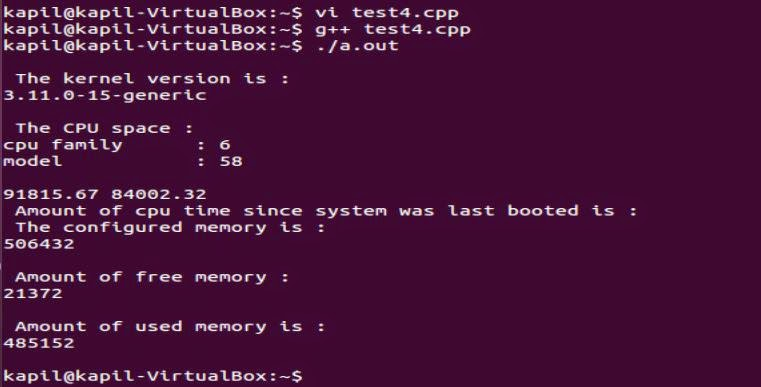 kapil@kapil-VirtualBox:~$ vi test4.cpp
kapil@kapil-VirtualBox:~$ g++ test4.cpp
kapil@kapil-VirtualBox:~$ ./a.out
The kernel version is :
3.11.0-15-generic
The CPU space :
cpu family : 6
model : 58
91815.67 84002.32
Amount of cpu time since system was last booted is :
The configured memory is :
506432
Amount of free memory :
21372
Amount of used memory is :
485152
kapil@kapil-VirtualBox:~$